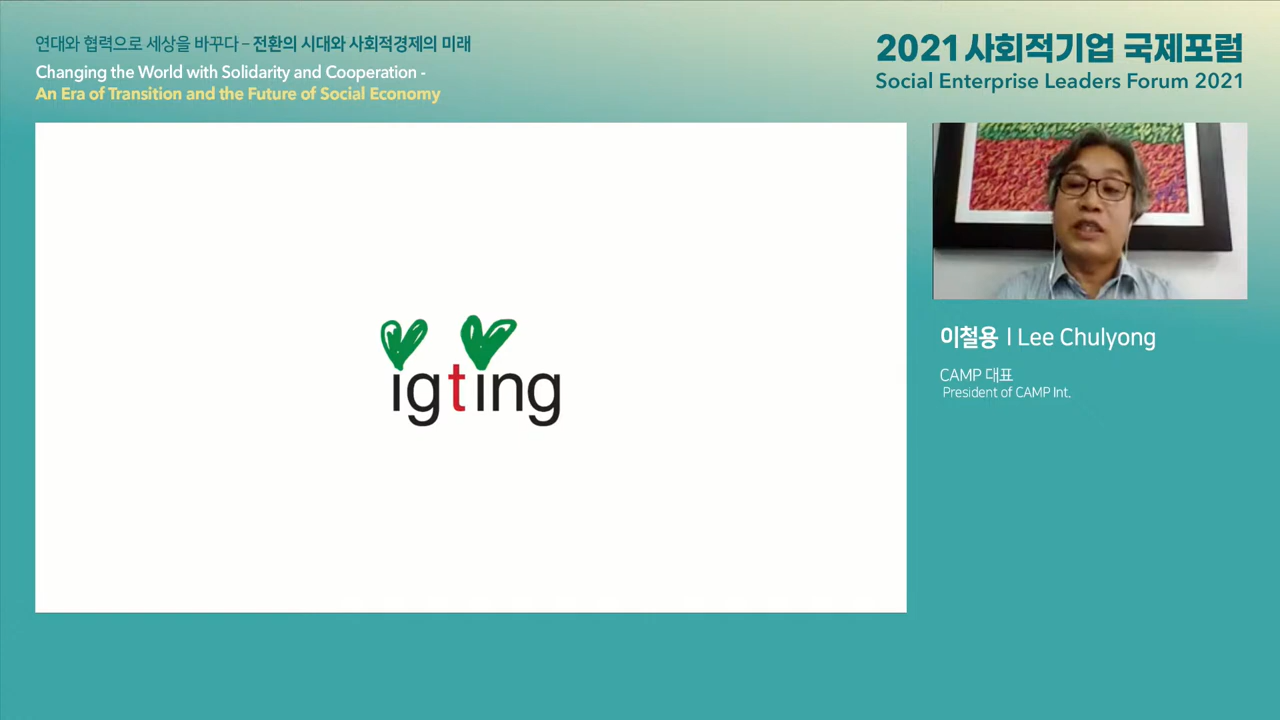 연대와 협력으로 세상을 바꾸다 – 전환의 시대와 사회적경제의 미래
Changing the World with Solidarity and Cooperation -
An Era of Transition and the Future of Social Economy
2021 사회적기업 국제포럼
Social Enterprise Leaders Forum 2021
igting
이철용 | Lee Chulyong
CAMP 대표
President of CAMP Int.